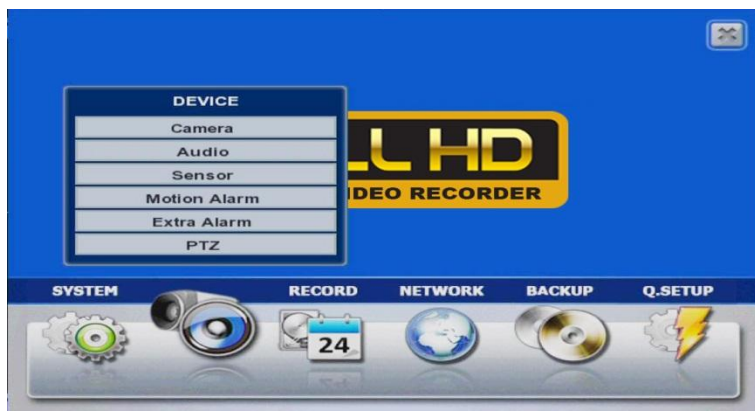 DEVICE
Camera
Audio
Sensor
Motion Alarm
Extra Alarm
PTZ
LL HD
IDEO RECORDER
SYSTEM
RECORD
NETWORK
BACKUP
Q.SETUP
24